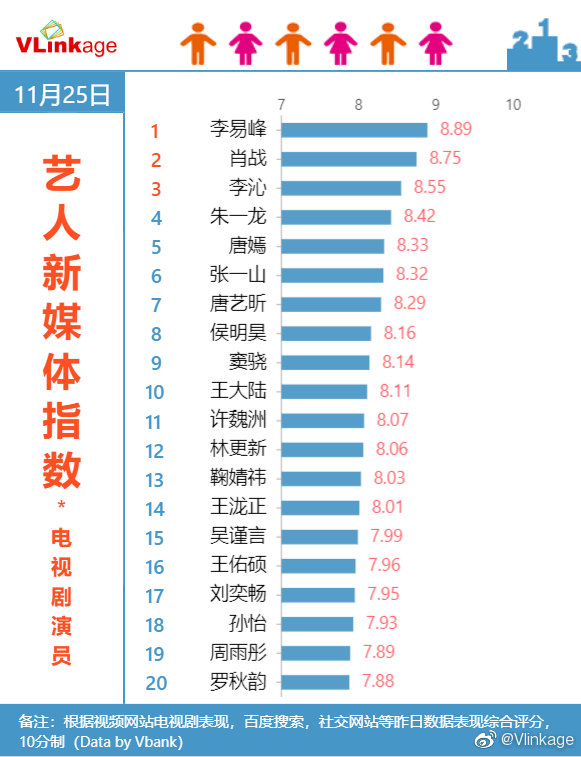 VLinkage
1
2
3
11月25日
艺人新媒体指数
*
电视剧演员
7 8 9 10
1 李易峰 8.89
2 肖战 8.75
3 李沁 8.55
4 朱一龙 8.42
5 唐嫣 8.33
6 张一山 8.32
7 唐艺昕 8.29
8 侯明昊 8.16
9 窦骁 8.14
10 王大陆 8.11
11 许魏洲 8.07
12 林更新 8.06
13 鞠婧祎 8.03
14 王泷正 8.01
15 吴谨言 7.99
16 王佑硕 7.96
17 刘奕畅 7.95
18 孙怡 7.93
19 周雨彤 7.89
20 罗秋韵 7.88
备注：根据视频网站电视剧表现，百度搜索，社交网站等昨日数据表现综合评分，
10分制（Data by Vbank）
@Vlinkage